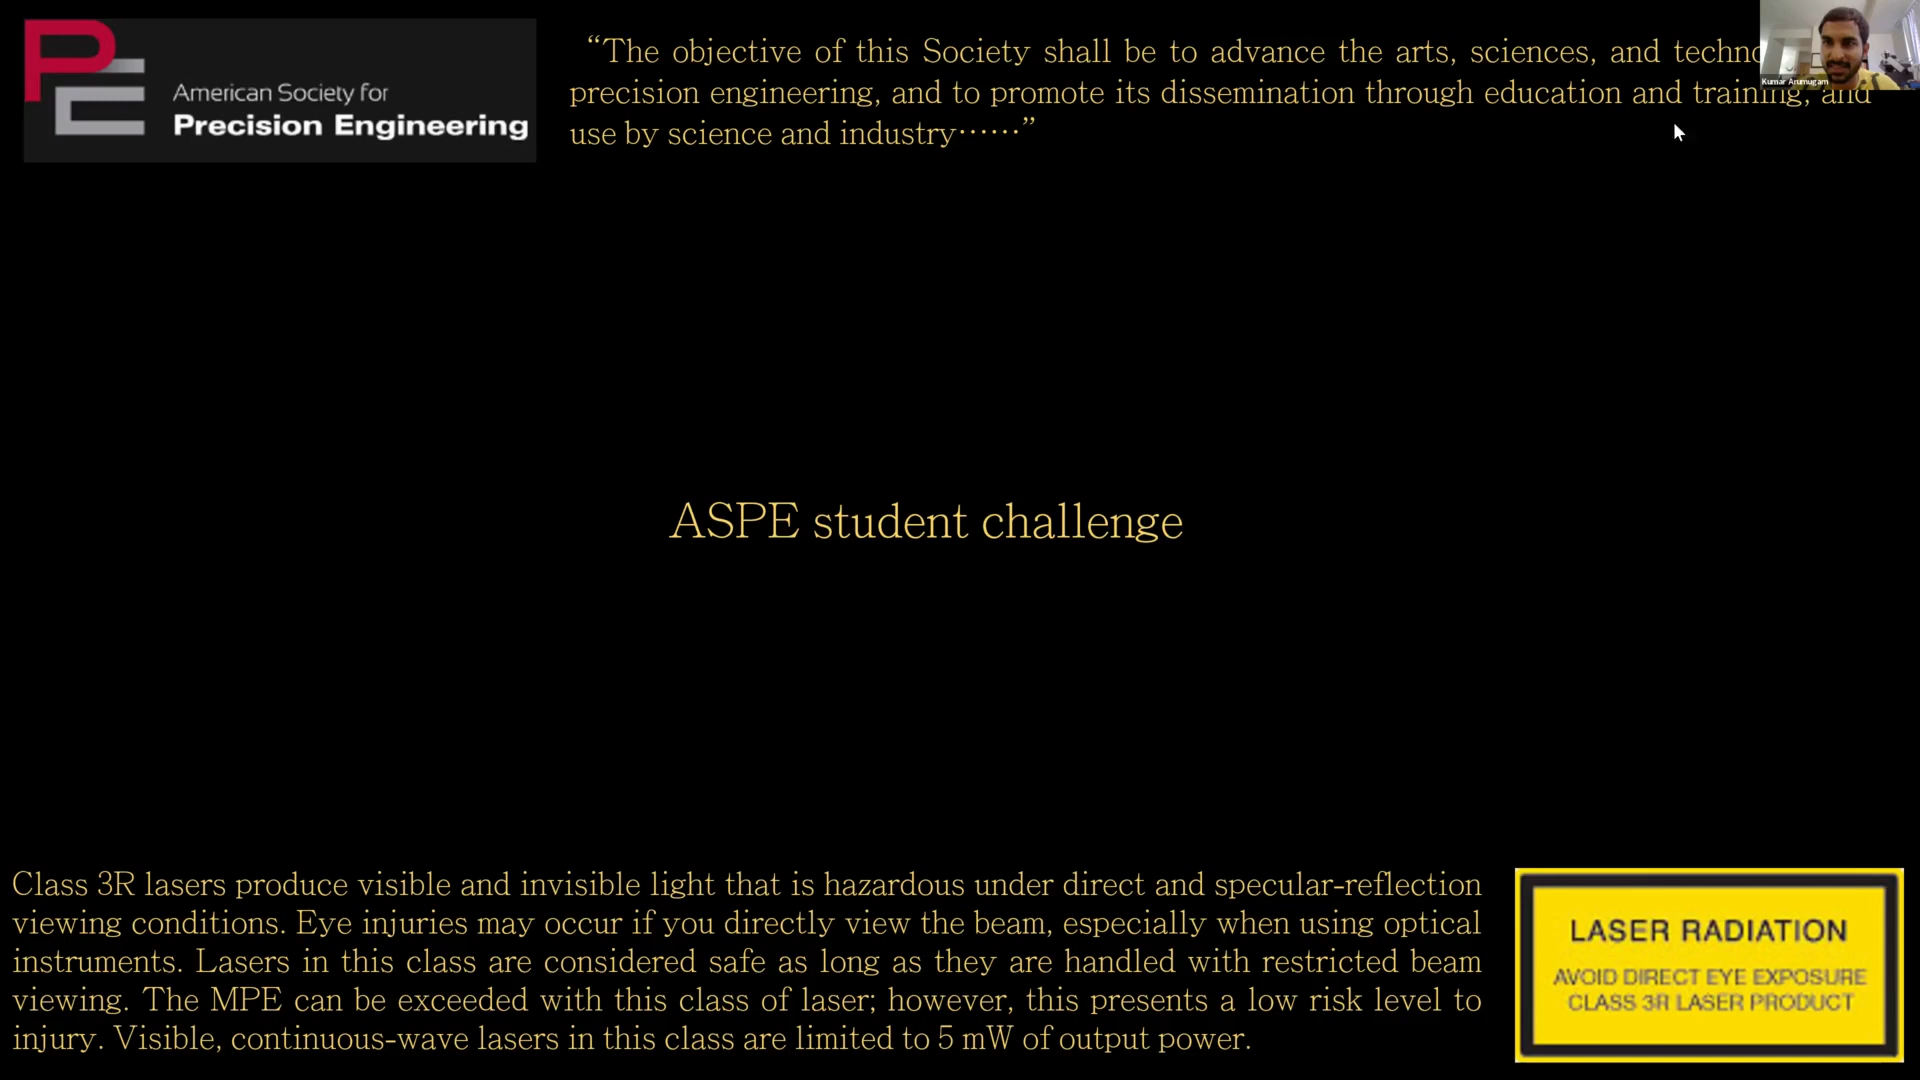 American Society for
Precision Engineering
“The objective of this Society shall be to advance the arts, sciences, and
precision engineering, and to promote its dissemination through education and training, and
use by science and industry⋯⋯”
Kumar Arumugam
ASPE student challenge
Class 3R lasers produce visible and invisible light that is hazardous under direct and specular-reflection
viewing conditions. Eye injuries may occur if you directly view the beam, especially when using optical
instruments. Lasers in this class are considered safe as long as they are handled with restricted beam
viewing. The MPE can be exceeded with this class of laser; however, this presents a low risk level to
injury. Visible, continuous-wave lasers in this class are limited to 5 mW of output power.
LASER RADIATION
AVOID DIRECT EYE EXPOSURE
CLASS 3R LASER PRODUCT